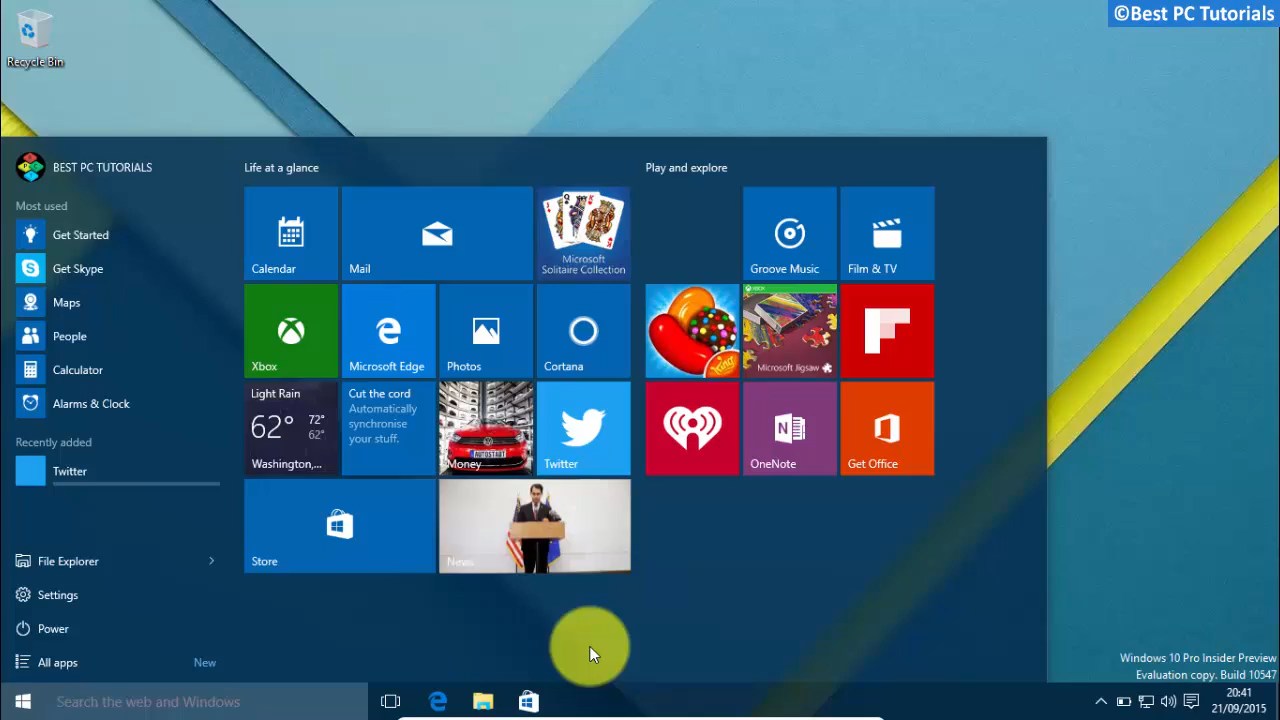 ©Best PC Tutorials
Recycle Bin
BEST PC TUTORIALS
Most used
Get Started
Get Skype
Maps
People
Calculator
Alarms & Clock
Recently added
Twitter
File Explorer
Settings
Power
All apps
New
Life at a glance
Calendar
Mail
Microsoft
Solitaire Collection
Xbox
Microsoft Edge
Photos
Cortana
Light Rain
62° 72°
62°
Washington,...
Cut the cord
Automatically
synchronise
your stuff.
AUTOSTADT
Money
Twitter
Store
News
Play and explore
Groove Music
Film & TV
King
XBOX
Microsoft Jigsaw
OneNote
Get Office
Windows 10 Pro Insider Preview
Evaluation copy. Build 10547
Search the web and Windows
20:41
21/09/2015